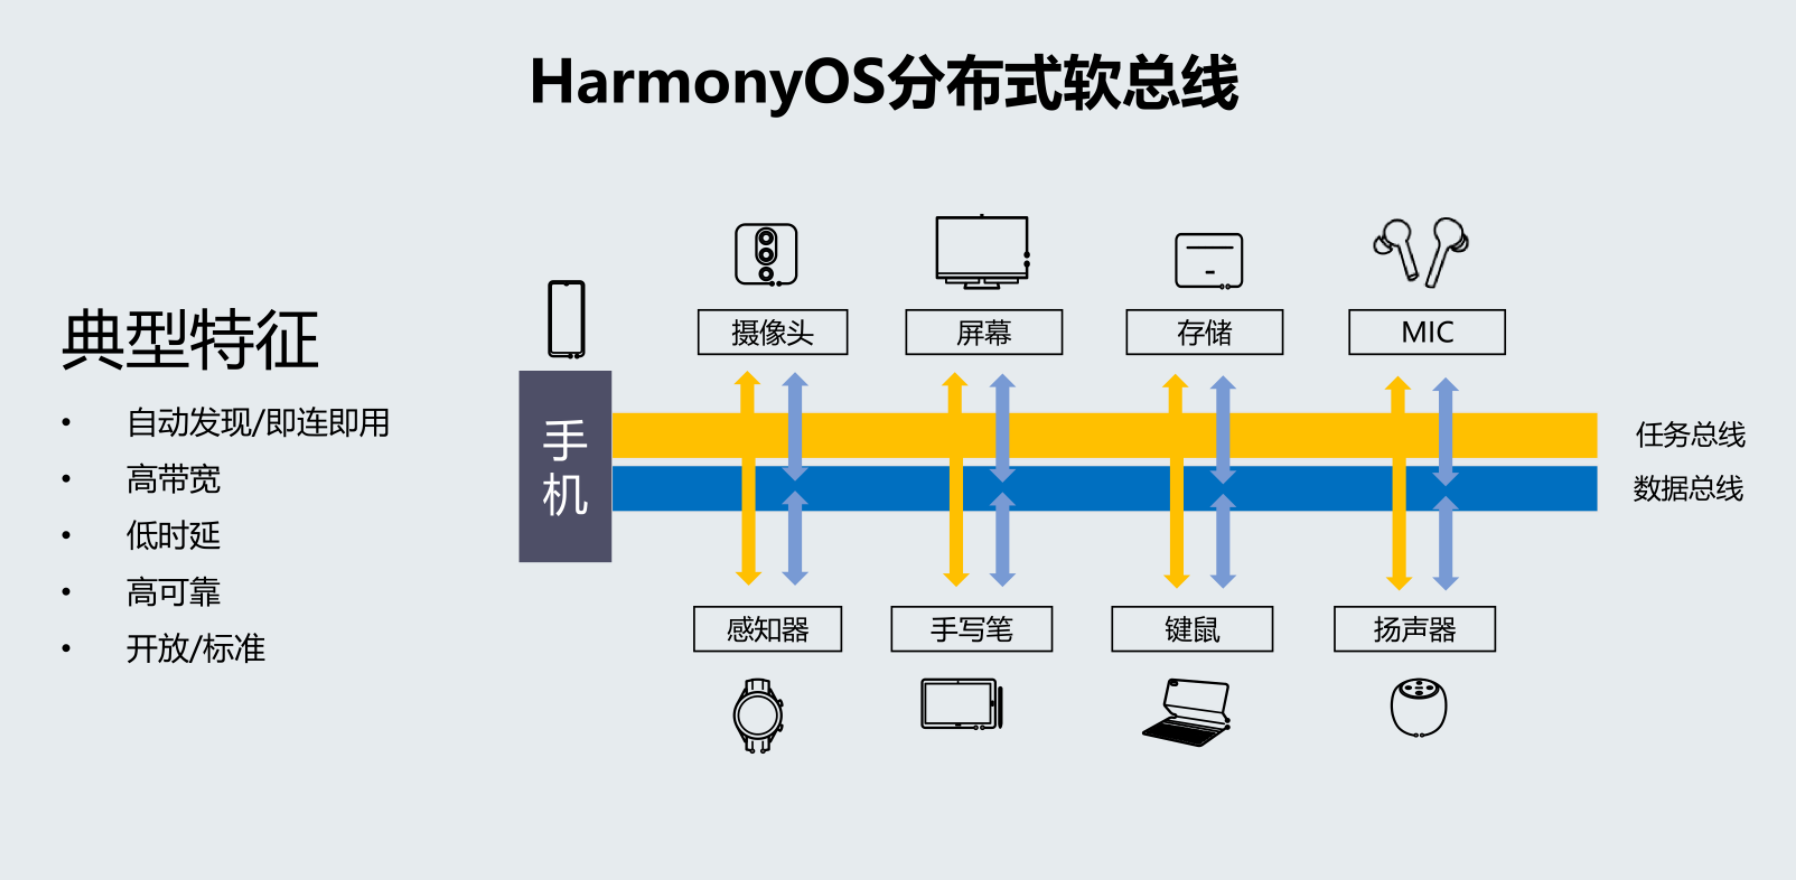 HarmonyOS分布式软总线
典型特征
• 自动发现/即连即用
• 高带宽
• 低时延
• 高可靠
• 开放/标准
手
机
摄像头
屏幕
存储
MIC
任务总线
数据总线
感知器
手写笔
键鼠
扬声器